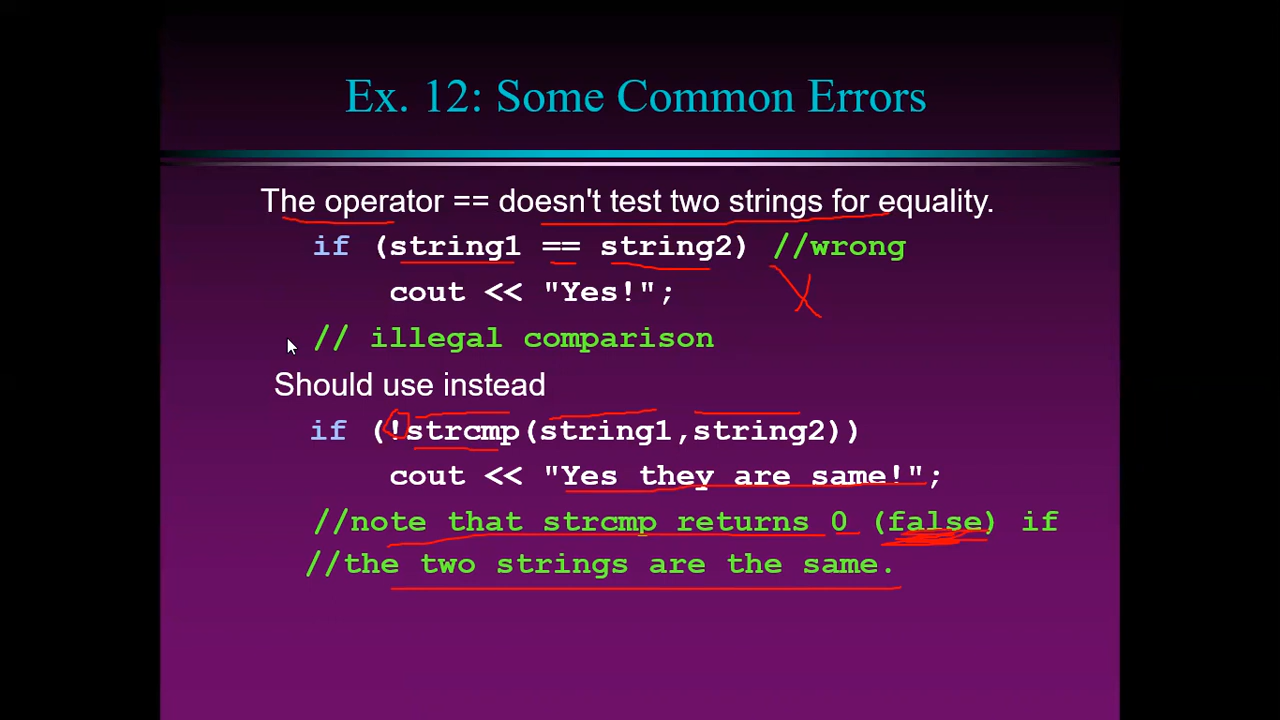 Ex. 12: Some Common Errors
The operator == doesn't test two strings for equality.
if (string1 == string2) //wrong
cout << "Yes!";
// illegal comparison
Should use instead
if (!strcmp(string1,string2))
cout << "Yes they are same!";
//note that strcmp returns 0 (false) if
//the two strings are the same.